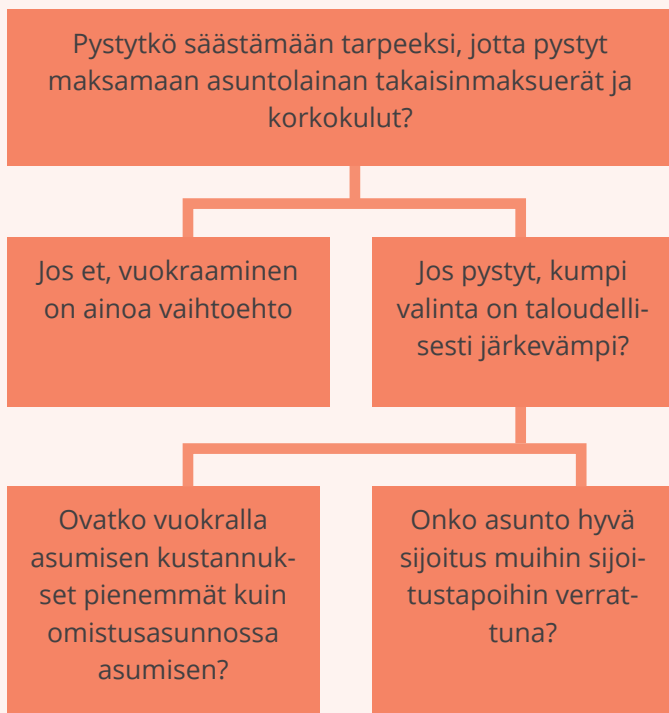 Pystytkö säästämään tarpeeksi, jotta pystyt
maksamaan asuntolainan takaisinmaksuerät ja
korkokulut?
Jos et, vuokraaminen
on ainoa vaihtoehto
Jos pystyt, kumpi
valinta on taloudelli-
sesti järkevämpi?
Ovatko vuokralla
asumisen kustannuk-
set pienemmät kuin
omistusasunnossa
asumisen?
Onko asunto hyvä
sijoitus muihin sijoi-
tustapoihin verrat-
tuna?